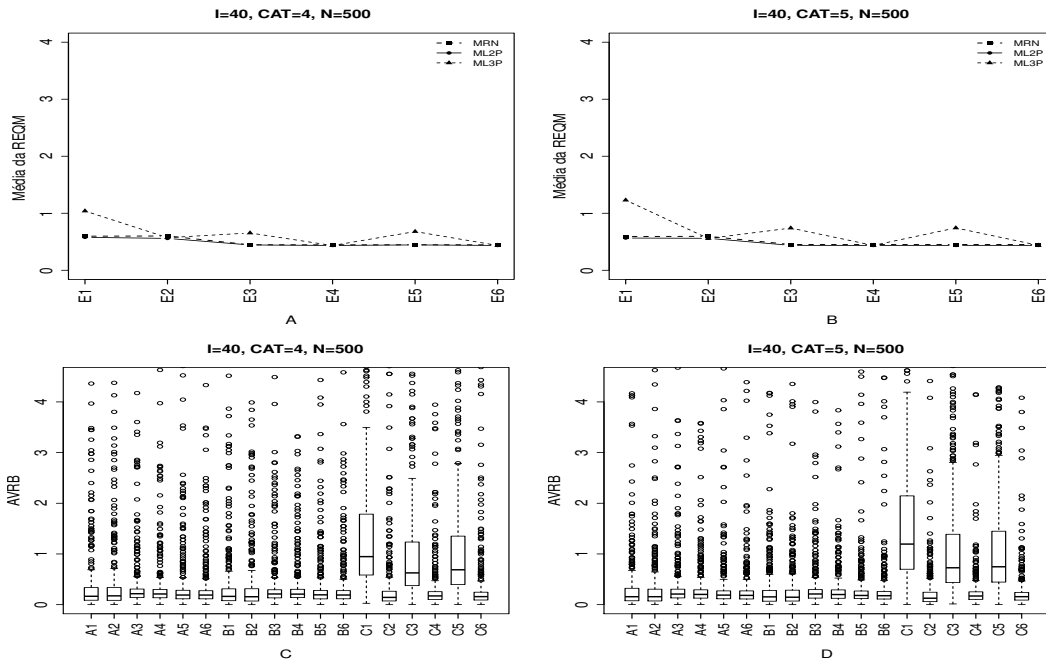 I=40, CAT=4, N=500
Média da REQM
4
3
2
1
0
MRN
ML2P
ML3P
E1 E2 E3 E4 E5 E6
A
I=40, CAT=5, N=500
Média da REQM
4
3
2
1
0
MRN
ML2P
ML3P
E1 E2 E3 E4 E5 E6
B
I=40, CAT=4, N=500
AVRB
4
3
2
1
0
A1 A2 A3 A4 A5 A6 B1 B2 B3 B4 B5 B6 C1 C2 C3 C4 C5 C6
C
I=40, CAT=5, N=500
AVRB
4
3
2
1
0
A1 A2 A3 A4 A5 A6 B1 B2 B3 B4 B5 B6 C1 C2 C3 C4 C5 C6
D